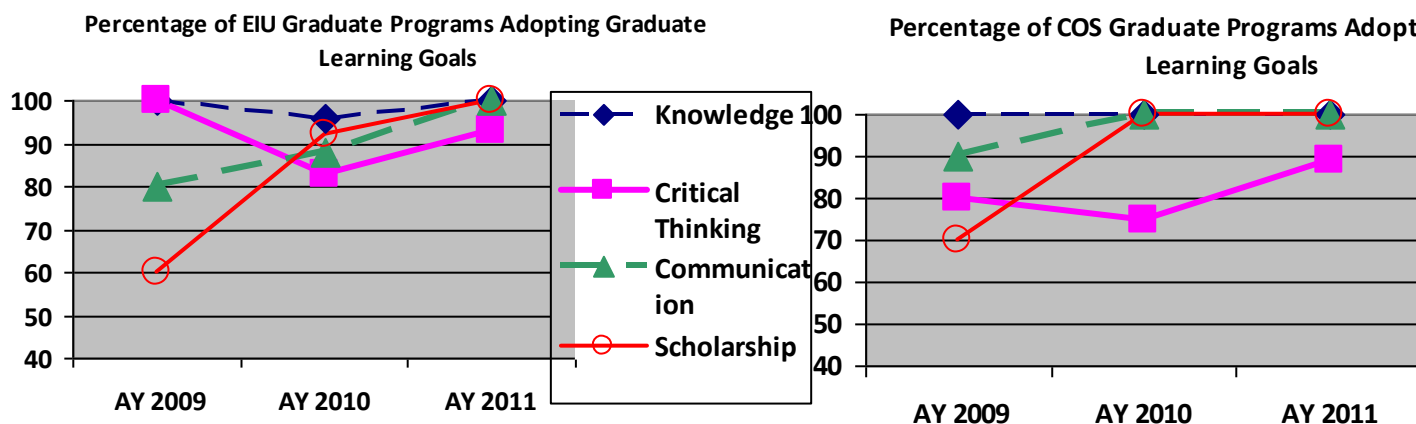 Percentage of EIU Graduate Programs Adopting Graduate
Learning Goals
100
90
80
70
60
50
40
AY 2009
AY 2010
AY 2011
Knowledge
Critical
Thinking
Communicat
ion
Scholarship
Percentage of COS Graduate Programs Adopt
Learning Goals
100
90
80
70
60
50
40
AY 2009
AY 2010
AY 2011